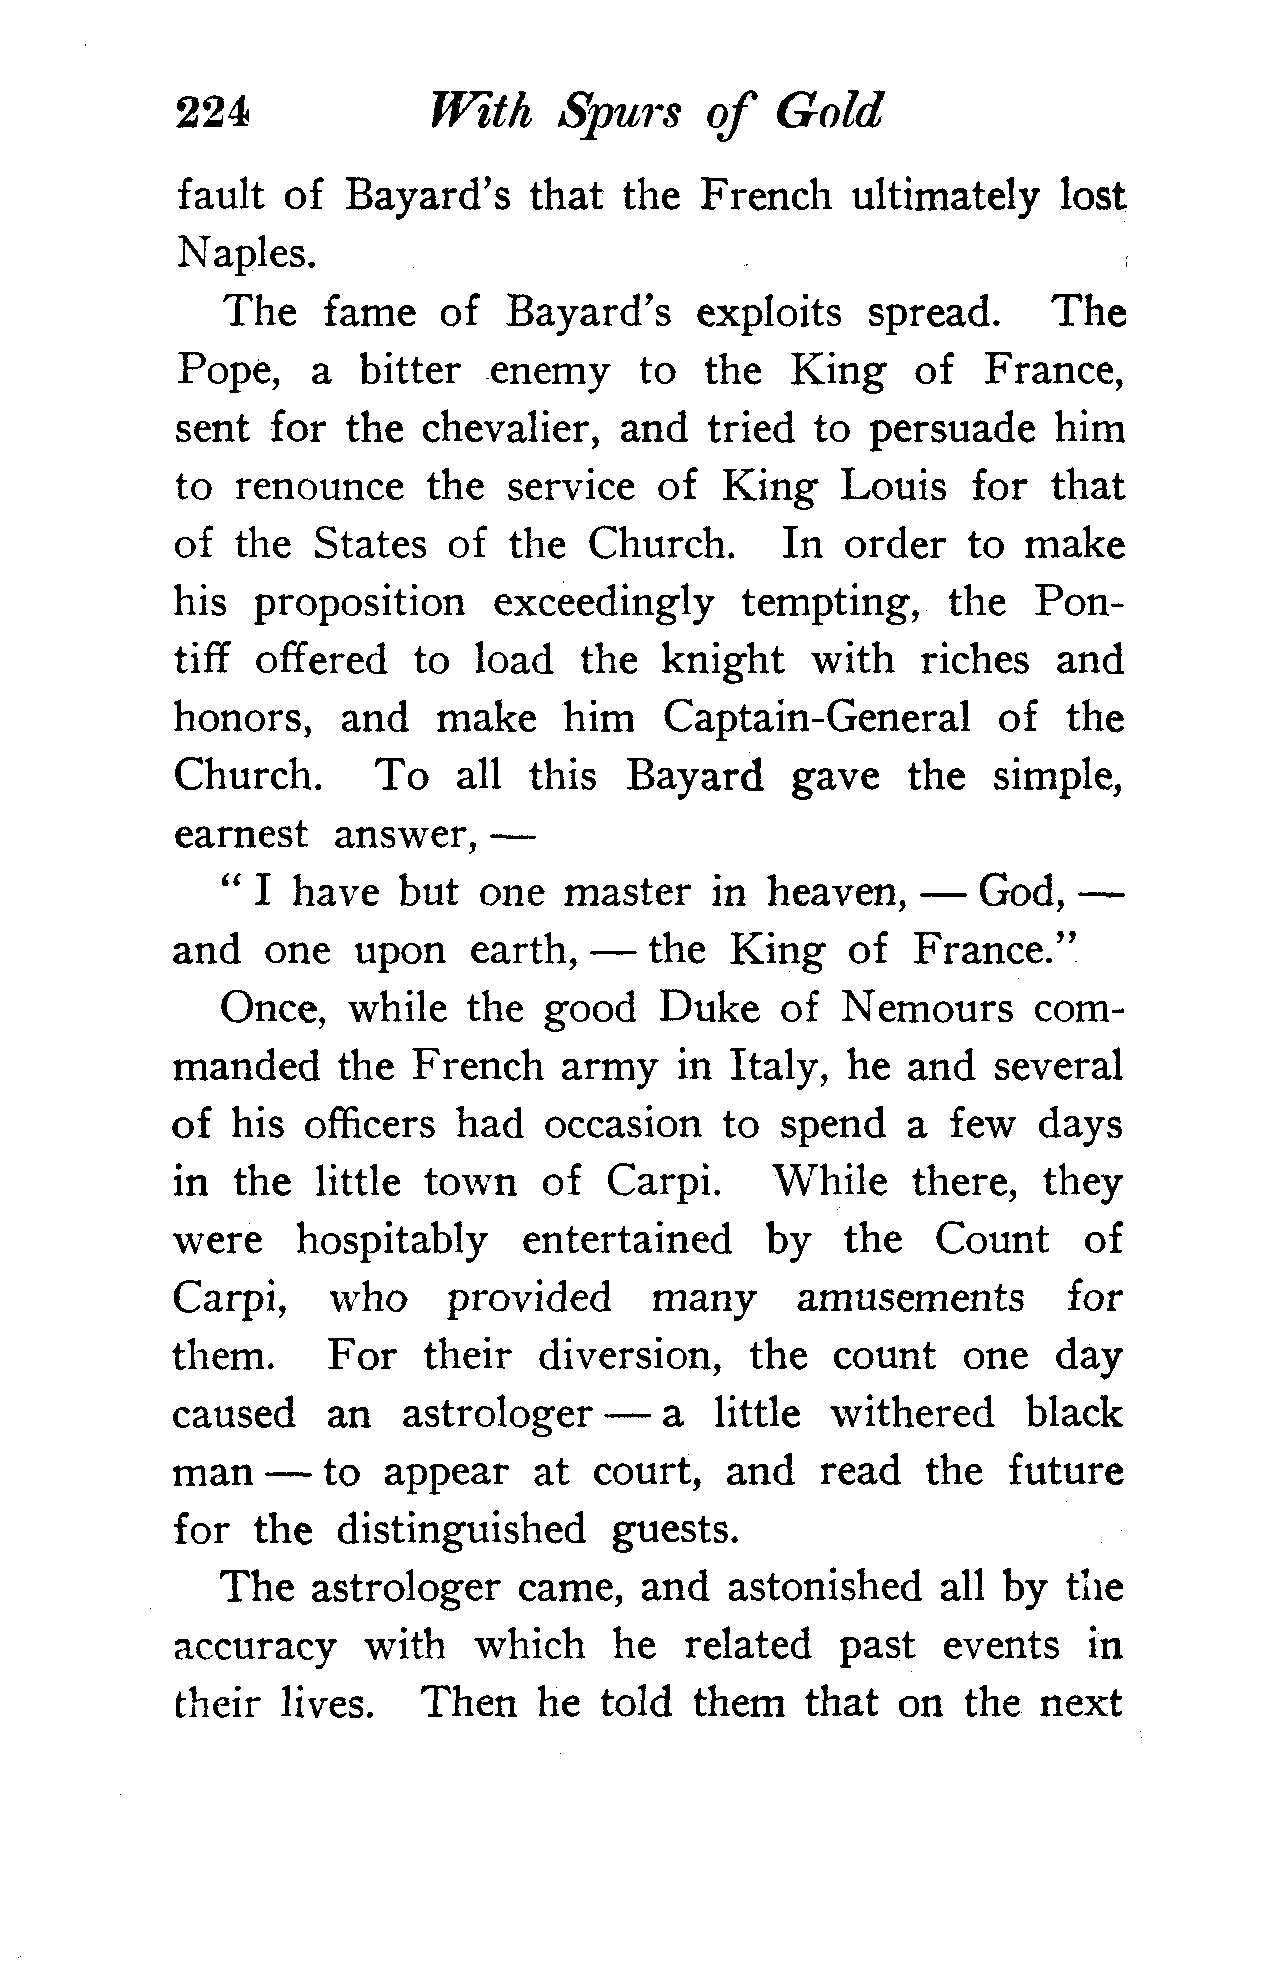 224 With Spurs of Gold
fault of Bayard's that the French ultimately lost
Naples.
The fame of Bayard's exploits spread. The
Pope, a bitter enemy to the King of France,
sent for the chevalier, and tried to persuade him
to renounce the service of King Louis for that
of the States of the Church. In order to make
his proposition exceedingly tempting, the Pon-
tiff offered to load the knight with riches and
honors, and make him Captain-General of the
Church. To all this Bayard gave the simple,
earnest answer, —
“ I have but one master in heaven, — God, —
and one upon earth, — the King of France.”
Once, while the good Duke of Nemours com-
manded the French army in Italy, he and several
of his officers had occasion to spend a few days
in the little town of Carpi. While there, they
were hospitably entertained by the Count of
Carpi, who provided many amusements for
them. For their diversion, the count one day
caused an astrologer — a little withered black
man — to appear at court, and read the future
for the distinguished guests.
The astrologer came, and astonished all by the
accuracy with which he related past events in
their lives. Then he told them that on the next